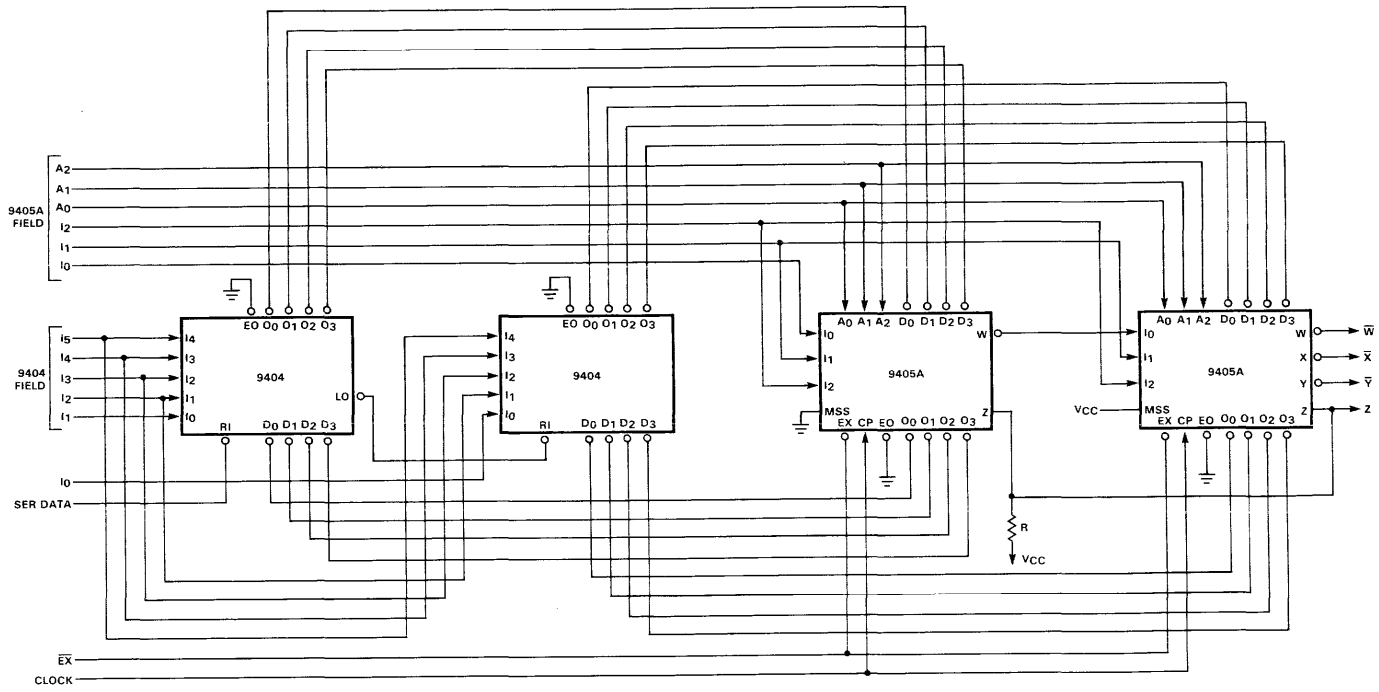 9405A
FIELD
A2
A1
A0
I2
I1
I0
9404
FIELD
I5
I4
I3
I2
I1
I0
SER DATA
EX
CLOCK
EO O0 O1 O2 O3
I4
I3
I2
I1
I0
9404
LO
RI D0 D1 D2 D3
EO O0 O1 O2 O3
I4
I3
I2
I1
I0
9404
RI D0 D1 D2 D3
A0 A1 A2 D0 D1 D2 D3
I0
I1
I2
MSS
9405A
W
Z
EX CP EO O0 O1 O2 O3
R
VCC
A0 A1 A2 D0 D1 D2 D3
I0
I1
I2
VCC
MSS
9405A
W
X
Y
Z
EX CP EO O0 O1 O2 O3
W
X
Y
Z